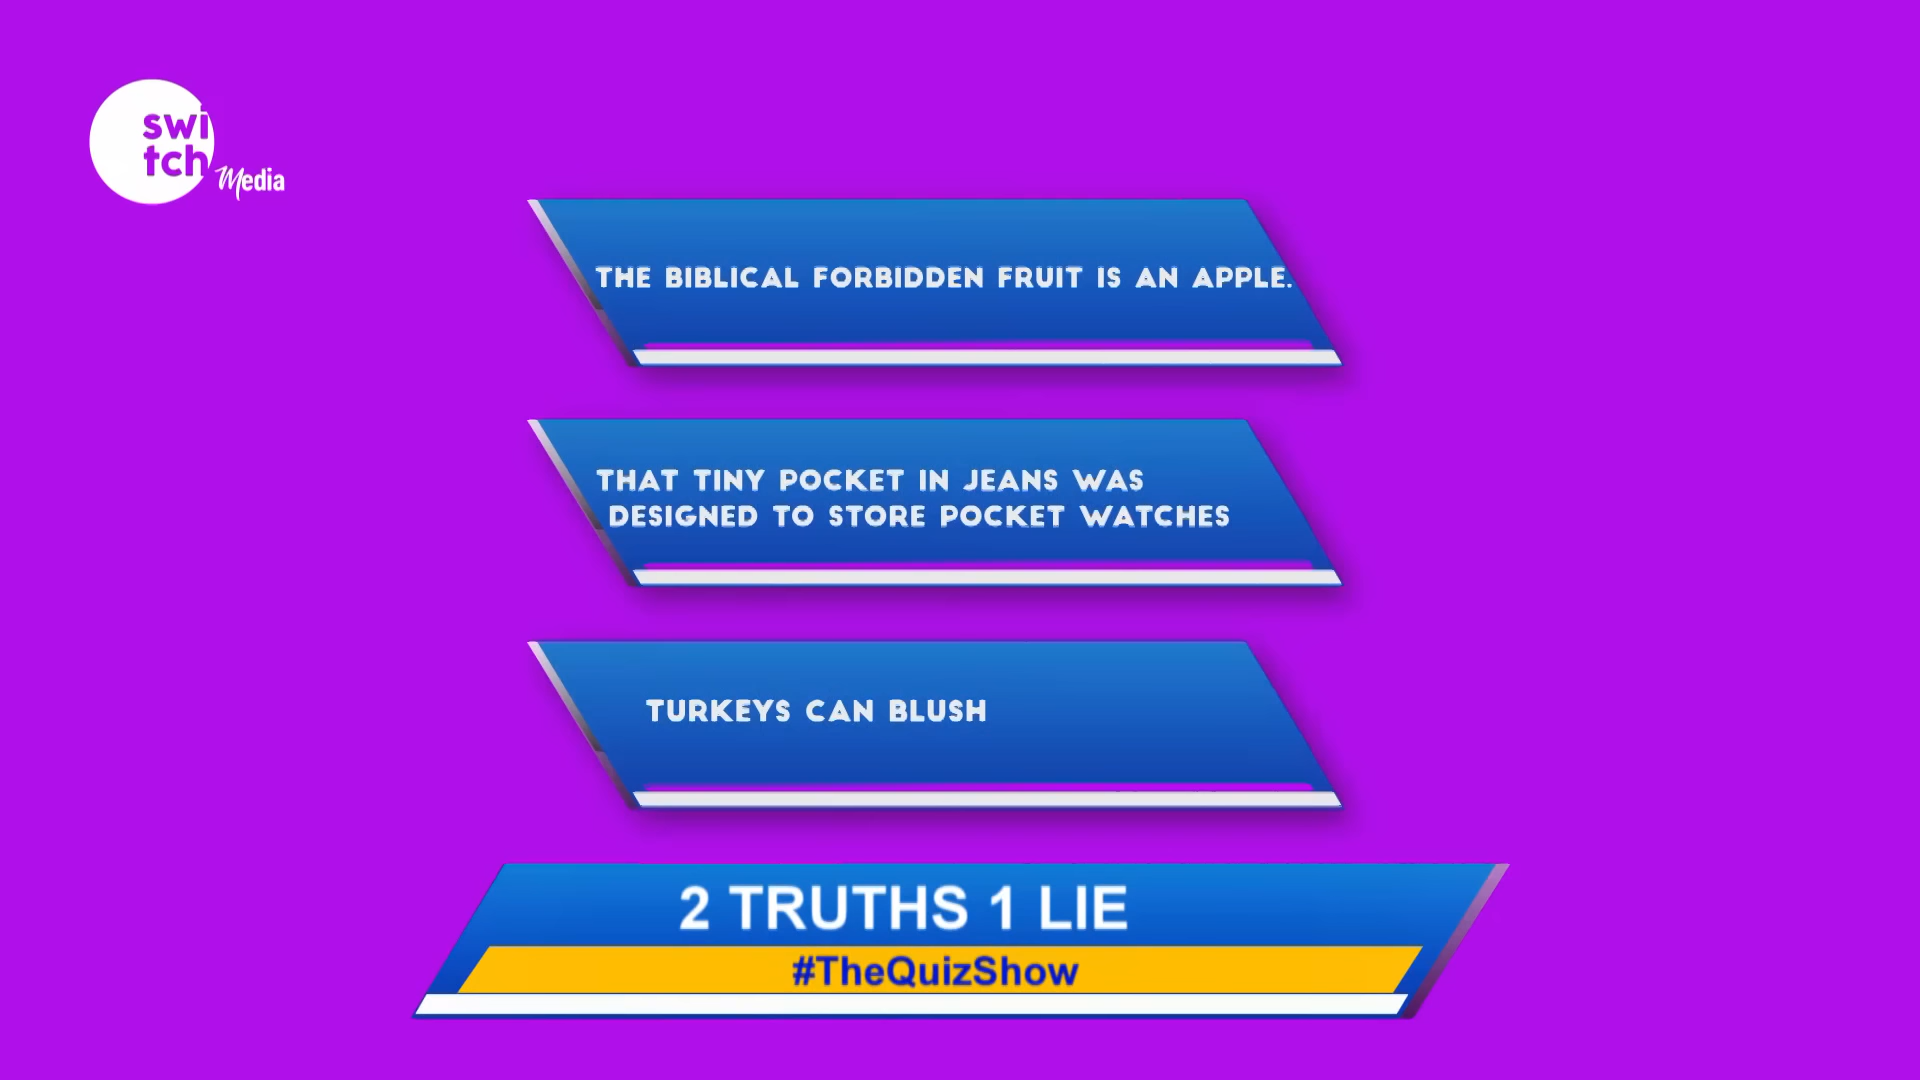 swi
tch
Media
THE BIBLICAL FORBIDDEN FRUIT IS AN APPLE.
THAT TINY POCKET IN JEANS WAS
DESIGNED TO STORE POCKET WATCHES
TURKEYS CAN BLUSH
2 TRUTHS 1 LIE
#TheQuizShow